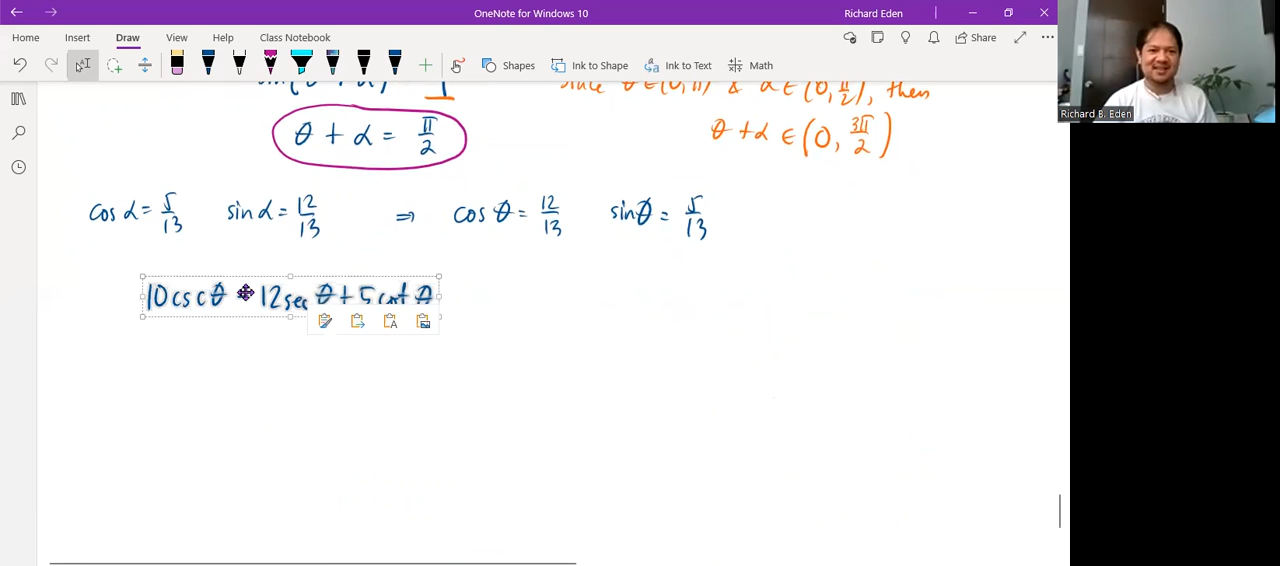 OneNote for Windows 10
Richard Eden
Home Insert Draw View Help Class Notebook
Share
Shapes Ink to Shape Ink to Text Math
since θ ∈ (0, π) & α ∈ (0, π/2), then
θ + α = π/2
θ + α ∈ (0, 3π/2)
cos α = 5/13 sin α = 12/13 ⇒ cos θ = 12/13 sin θ = 5/13
10 csc θ 12 sec θ + 5 cot θ
Richard B. Eden